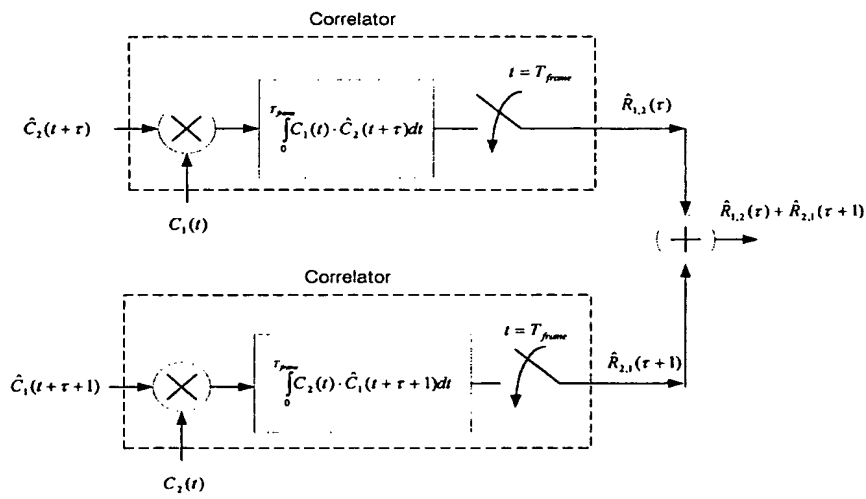 Correlator
t = T_frame
Ĉ₂(t + τ)
∫₀^{T_frame} C₁(t) · Ĉ₂(t + τ)dt
R̂₁,₂(τ)
C₁(t)
R̂₁,₂(τ) + R̂₂,₁(τ + 1)
Correlator
t = T_frame
Ĉ₁(t + τ + 1)
∫₀^{T_frame} C₂(t) · Ĉ₁(t + τ + 1)dt
R̂₂,₁(τ + 1)
C₂(t)